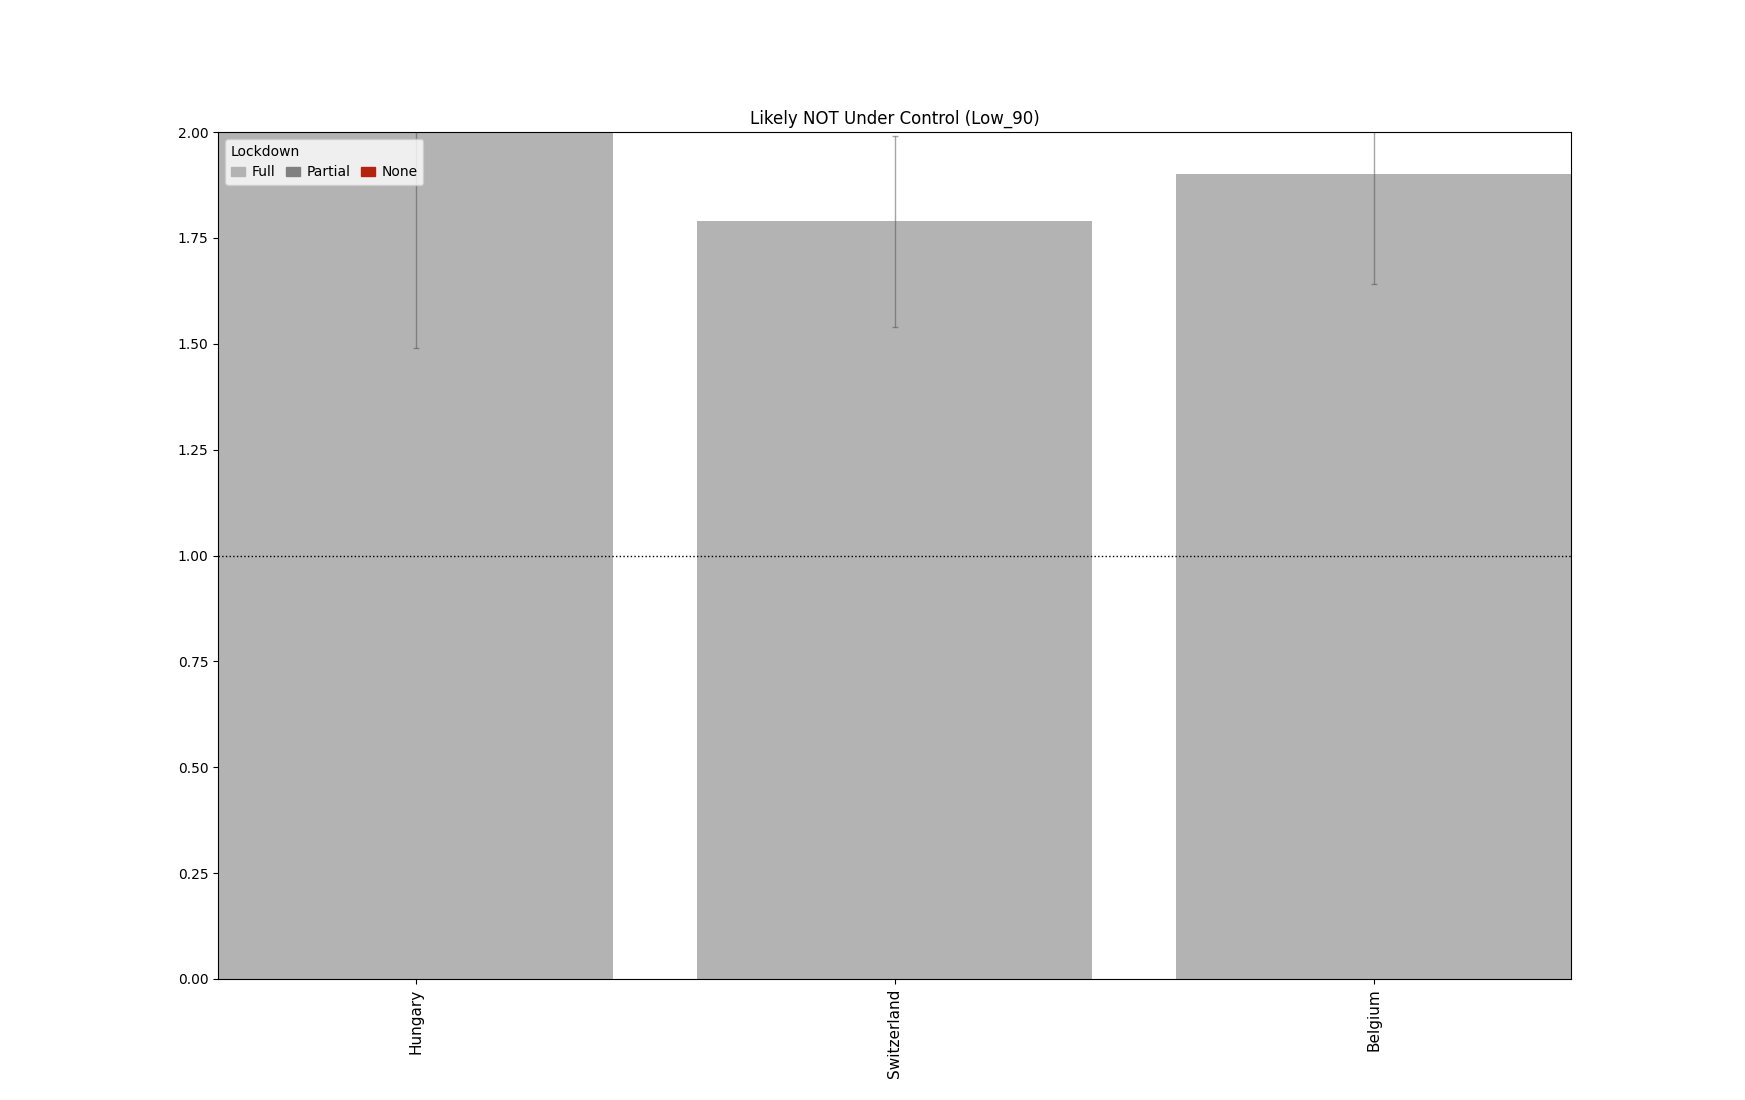 Likely NOT Under Control (Low_90)
Lockdown
Full Partial None
2.00
1.75
1.50
1.25
1.00
0.75
0.50
0.25
0.00
Hungary
Switzerland
Belgium